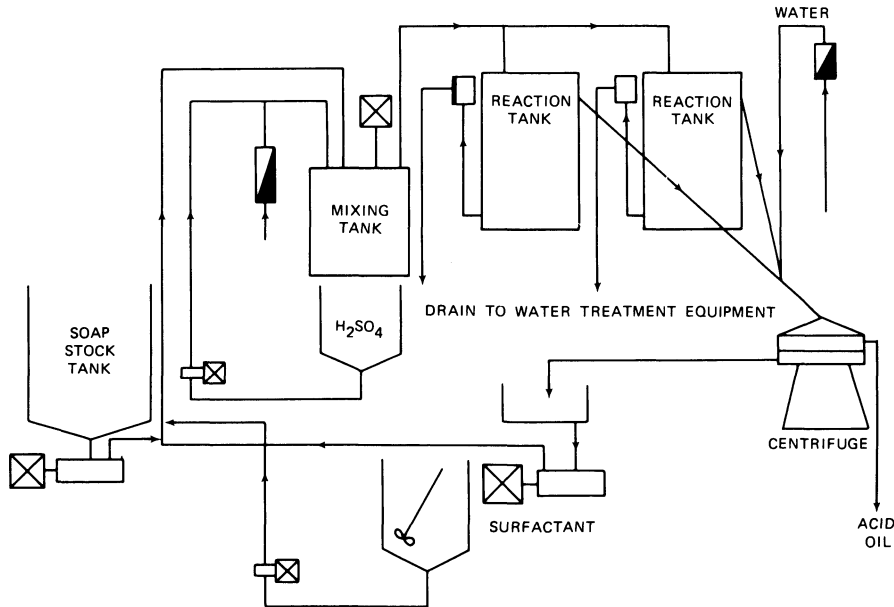 WATER
REACTION
TANK
REACTION
TANK
MIXING
TANK
H₂SO₄
DRAIN TO WATER TREATMENT EQUIPMENT
SOAP
STOCK
TANK
CENTRIFUGE
SURFACTANT
ACID
OIL